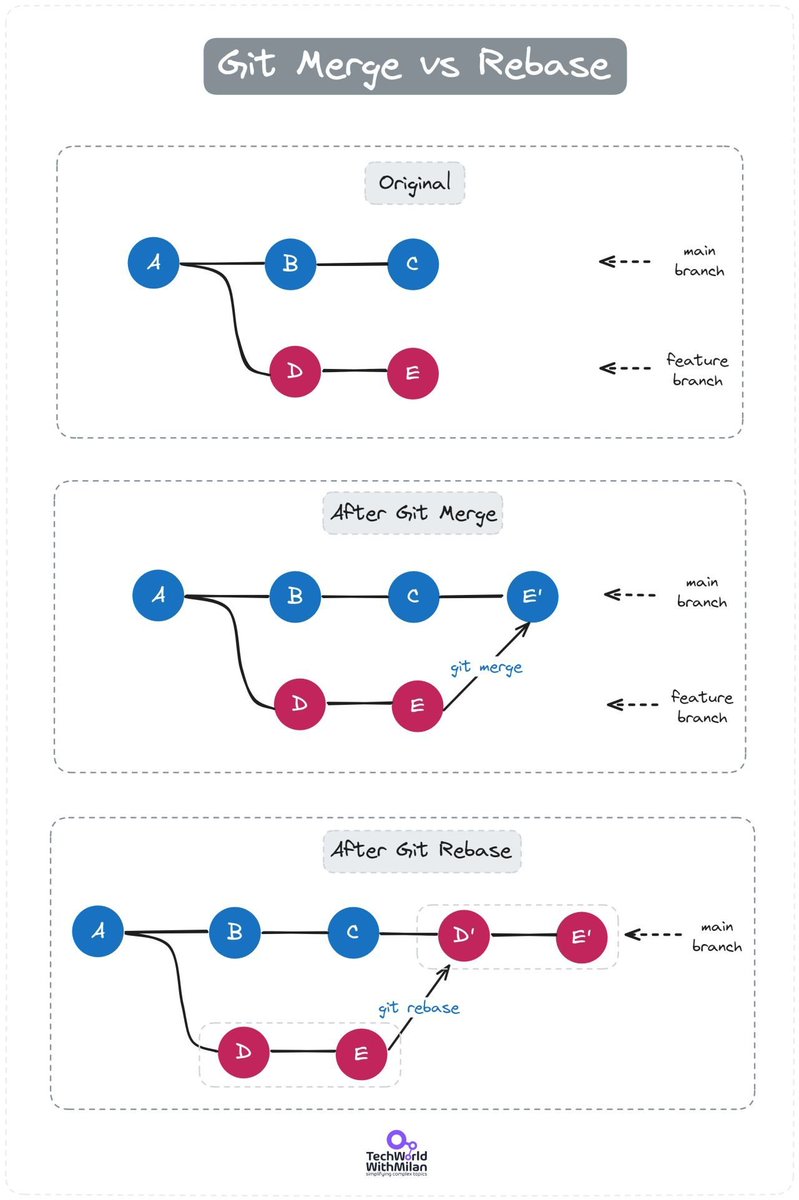 Git Merge vs Rebase
Original
A
B
C
main
branch
D
E
feature
branch
After Git Merge
A
B
C
E'
main
branch
git merge
D
E
feature
branch
After Git Rebase
A
B
C
D'
E'
main
branch
git rebase
D
E
TechWorld
WithMilan
simplifying complex topics